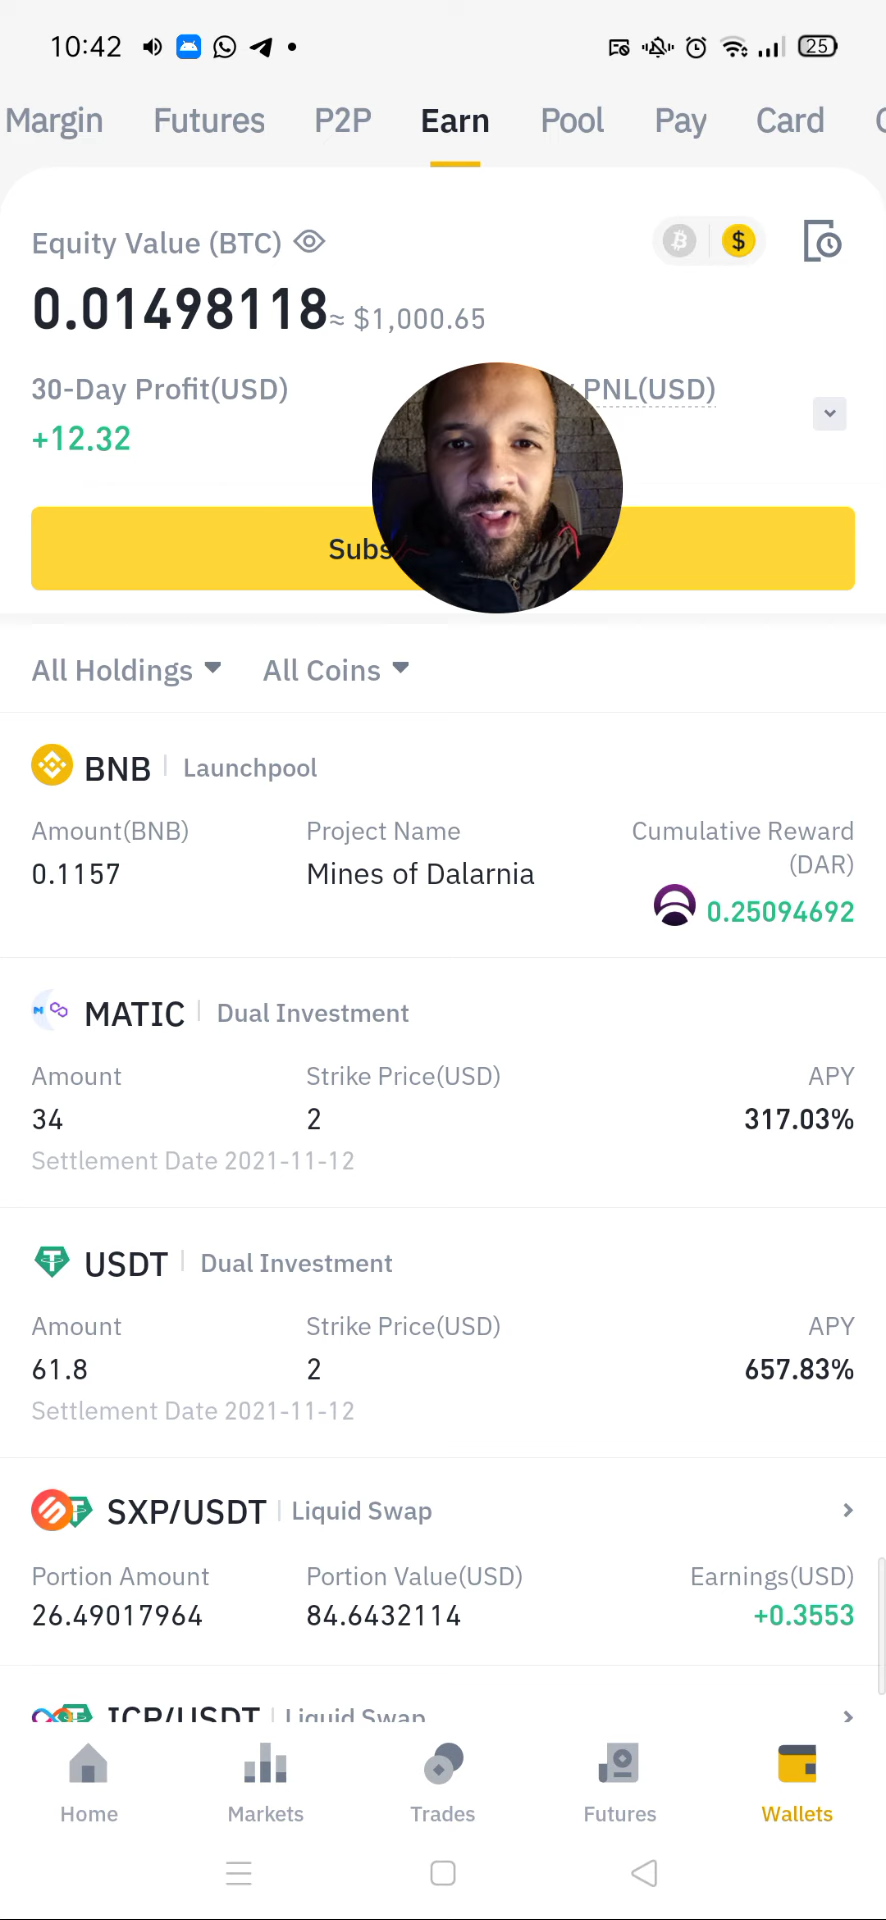 10:42 25
Margin Futures P2P Earn Pool Pay Card
Equity Value (BTC)
0.01498118 ≈ $1,000.65
30-Day Profit(USD) PNL(USD)
+12.32
Subs
All Holdings All Coins
BNB | Launchpool
Amount(BNB) Project Name Cumulative Reward
(DAR)
0.1157 Mines of Dalarnia
0.25094692
MATIC | Dual Investment
Amount Strike Price(USD) APY
34 2 317.03%
Settlement Date 2021-11-12
USDT | Dual Investment
Amount Strike Price(USD) APY
61.8 2 657.83%
Settlement Date 2021-11-12
SXP/USDT | Liquid Swap
Portion Amount Portion Value(USD) Earnings(USD)
26.49017964 84.6432114 +0.3553
ICP/USDT | Liquid Swap
Home Markets Trades Futures Wallets